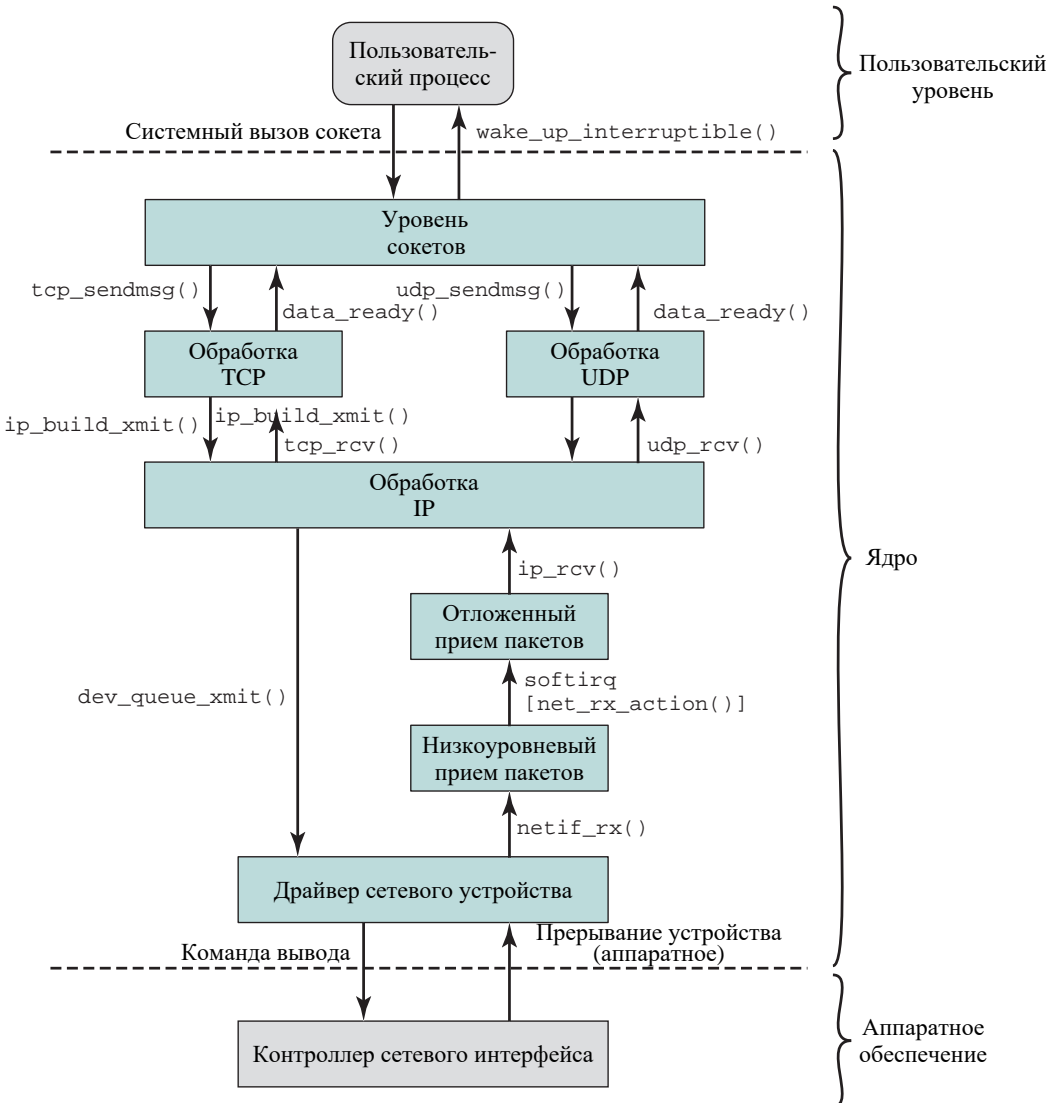 Пользователь-
ский процесс
Пользовательский
уровень
Системный вызов сокета
wake_up_interruptible()
Уровень
сокетов
tcp_sendmsg()
data_ready()
udp_sendmsg()
data_ready()
Обработка
TCP
Обработка
UDP
ip_build_xmit()
ip_build_xmit()
tcp_rcv()
udp_rcv()
Обработка
IP
ip_rcv()
Ядро
Отложенный
прием пакетов
dev_queue_xmit()
softirq
[net_rx_action()]
Низкоуровневый
прием пакетов
netif_rx()
Драйвер сетевого устройства
Команда вывода
Прерывание устройства
(аппаратное)
Контроллер сетевого интерфейса
Аппаратное
обеспечение